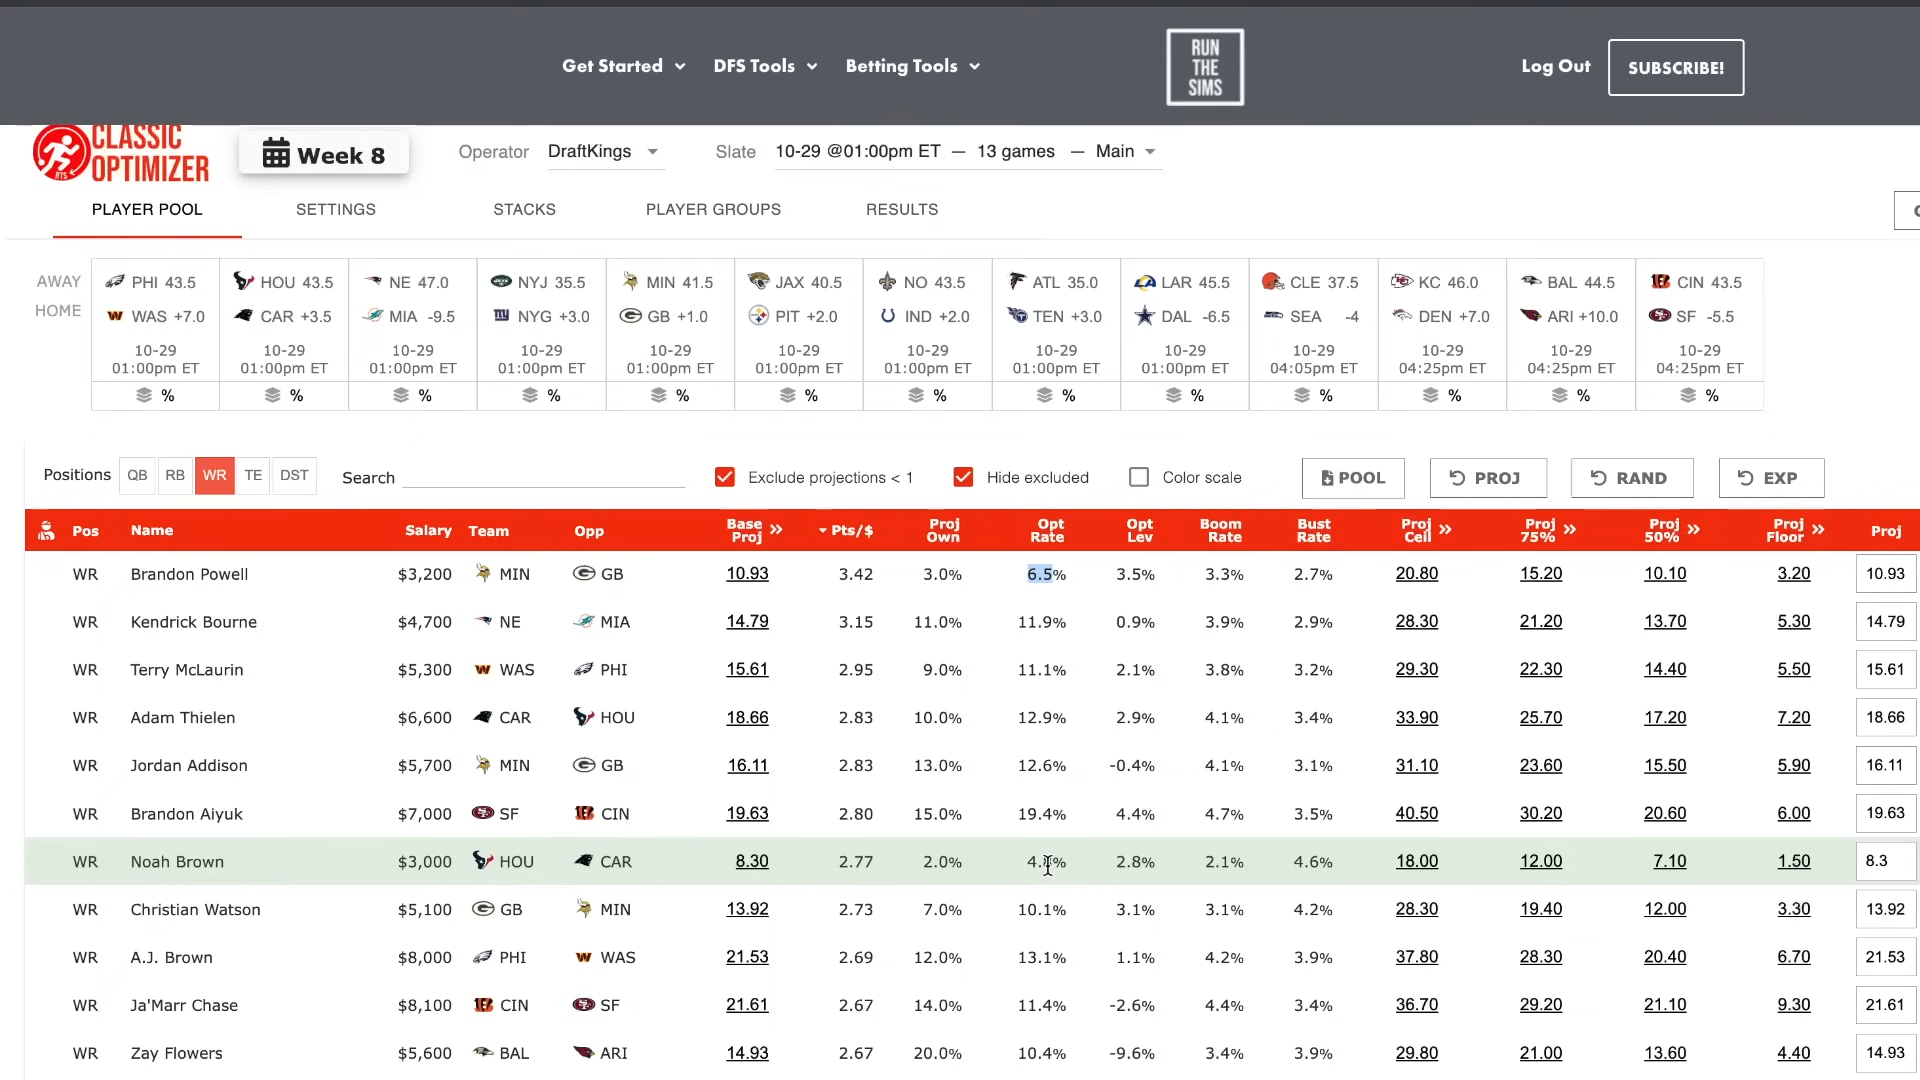 Get Started DFS Tools Betting Tools RUN THE SIMS Log Out SUBSCRIBE!
CLASSIC OPTIMIZER RTS Week 8 Operator DraftKings Slate 10-29 @01:00pm ET — 13 games — Main
PLAYER POOL SETTINGS STACKS PLAYER GROUPS RESULTS
AWAY PHI 43.5 HOU 43.5 NE 47.0 NYJ 35.5 MIN 41.5 JAX 40.5 NO 43.5 ATL 35.0 LAR 45.5 CLE 37.5 KC 46.0 BAL 44.5 CIN 43.5
HOME WAS +7.0 CAR +3.5 MIA -9.5 NYG +3.0 GB +1.0 PIT +2.0 IND +2.0 TEN +3.0 DAL -6.5 SEA -4 DEN +7.0 ARI +10.0 SF -5.5
10-29 10-29 10-29 10-29 10-29 10-29 10-29 10-29 10-29 10-29 10-29 10-29 10-29
01:00pm ET 01:00pm ET 01:00pm ET 01:00pm ET 01:00pm ET 01:00pm ET 01:00pm ET 01:00pm ET 01:00pm ET 04:05pm ET 04:25pm ET 04:25pm ET 04:25pm ET
% % % % % % % % % % % % %
Positions QB RB WR TE DST Search Exclude projections < 1 Hide excluded Color scale POOL PROJ RAND EXP
Pos Name Salary Team Opp Base Proj Pts/$ Proj Own Opt Rate Opt Lev Boom Rate Bust Rate Proj Ceil Proj 75% Proj 50% Proj Floor Proj
WR Brandon Powell $3,200 MIN GB 10.93 3.42 3.0% 6.5% 3.5% 3.3% 2.7% 20.80 15.20 10.10 3.20 10.93
WR Kendrick Bourne $4,700 NE MIA 14.79 3.15 11.0% 11.9% 0.9% 3.9% 2.9% 28.30 21.20 13.70 5.30 14.79
WR Terry McLaurin $5,300 WAS PHI 15.61 2.95 9.0% 11.1% 2.1% 3.8% 3.2% 29.30 22.30 14.40 5.50 15.61
WR Adam Thielen $6,600 CAR HOU 18.66 2.83 10.0% 12.9% 2.9% 4.1% 3.4% 33.90 25.70 17.20 7.20 18.66
WR Jordan Addison $5,700 MIN GB 16.11 2.83 13.0% 12.6% -0.4% 4.1% 3.1% 31.10 23.60 15.50 5.90 16.11
WR Brandon Aiyuk $7,000 SF CIN 19.63 2.80 15.0% 19.4% 4.4% 4.7% 3.5% 40.50 30.20 20.60 6.00 19.63
WR Noah Brown $3,000 HOU CAR 8.30 2.77 2.0% 2.8% 2.1% 4.6% 18.00 12.00 7.10 1.50 8.3
WR Christian Watson $5,100 GB MIN 13.92 2.73 7.0% 10.1% 3.1% 3.1% 4.2% 28.30 19.40 12.00 3.30 13.92
WR A.J. Brown $8,000 PHI WAS 21.53 2.69 12.0% 13.1% 1.1% 4.2% 3.9% 37.80 28.30 20.40 6.70 21.53
WR Ja'Marr Chase $8,100 CIN SF 21.61 2.67 14.0% 11.4% -2.6% 4.4% 3.4% 36.70 29.20 21.10 9.30 21.61
WR Zay Flowers $5,600 BAL ARI 14.93 2.67 20.0% 10.4% -9.6% 3.4% 3.9% 29.80 21.00 13.60 4.40 14.93